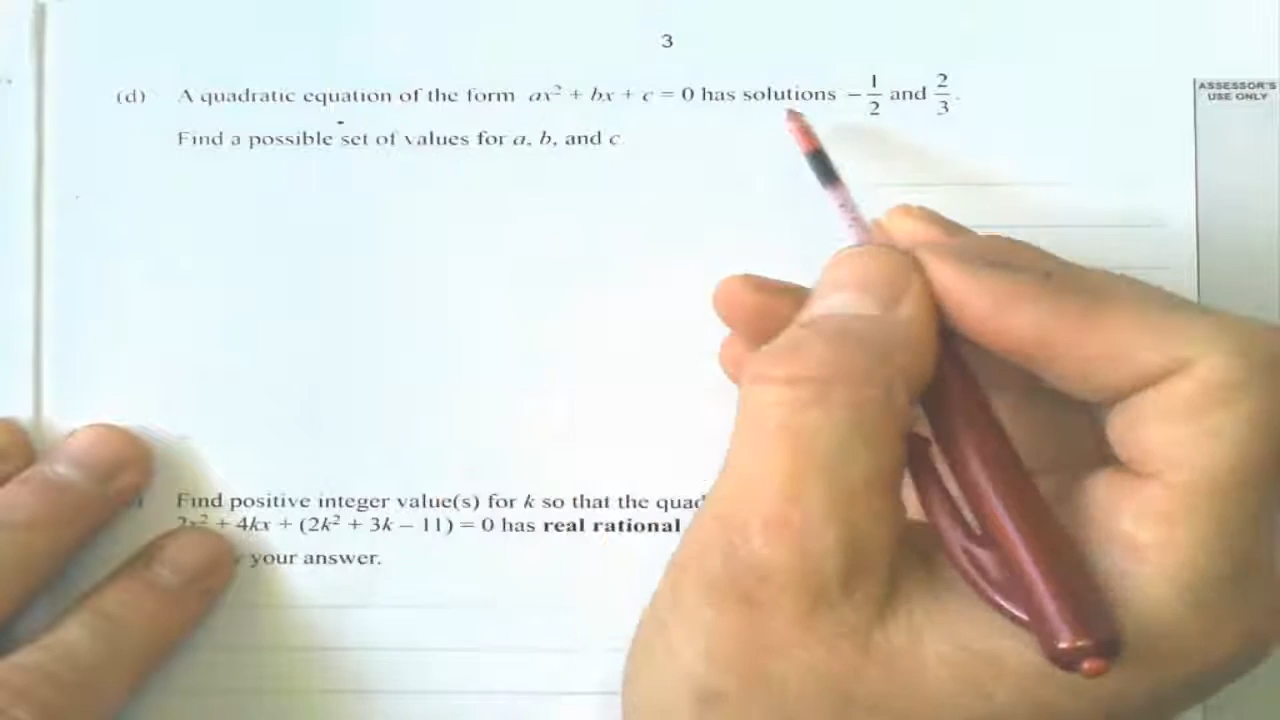 3
(d) A quadratic equation of the form ax² + bx + c = 0 has solutions −1/2 and 2/3.
Find a possible set of values for a, b, and c
ASSESSOR'S
USE ONLY
Find positive integer value(s) for k so that the
2x² + 4kx + (2k² + 3k − 11) = 0 has real rational
your answer.